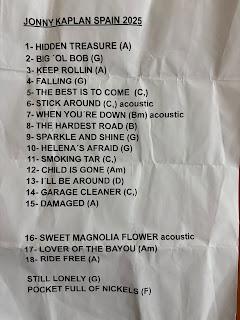 JONNY KAPLAN SPAIN 2025
1- HIDDEN TREASURE (A)
2- BIG ´OL BOB (G)
3- KEEP ROLLIN (A)
4- FALLING (G)
5- THE BEST IS TO COME (C,)
6- STICK AROUND (C,) acoustic
7- WHEN YOU´RE DOWN (Bm) acoustic
8- THE HARDEST ROAD (B)
9- SPARKLE AND SHINE (G)
10- HELENA´S AFRAID (G)
11- SMOKING TAR (C,)
12- CHILD IS GONE (Am)
13- I´LL BE AROUND (D)
14- GARAGE CLEANER (C,)
15- DAMAGED (A)
16- SWEET MAGNOLIA FLOWER acoustic
17- LOVER OF THE BAYOU (Am)
18- RIDE FREE (A)
STILL LONELY (G)
POCKET FULL OF NICKELS (F)